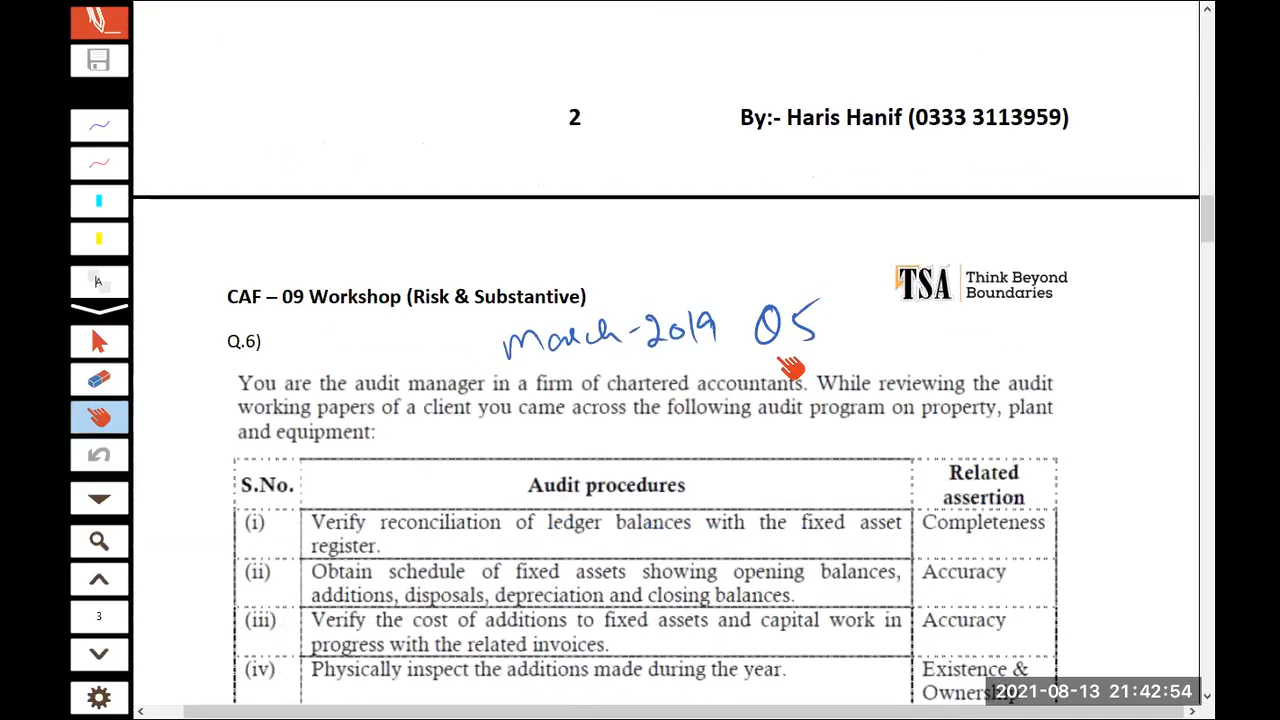 2 By:- Haris Hanif (0333 3113959)
TSA Think Beyond
Boundaries
CAF – 09 Workshop (Risk & Substantive)
Q.6) March-2019 Q5
You are the audit manager in a firm of chartered accountants. While reviewing the audit
working papers of a client you came across the following audit program on property, plant
and equipment:
S.No. Audit procedures Related assertion
(i) Verify reconciliation of ledger balances with the fixed asset Completeness
register.
(ii) Obtain schedule of fixed assets showing opening balances, Accuracy
additions, disposals, depreciation and closing balances.
(iii) Verify the cost of additions to fixed assets and capital work in Accuracy
progress with the related invoices.
(iv) Physically inspect the additions made during the year. Existence &
Ownership
3
2021-08-13 21:42:54